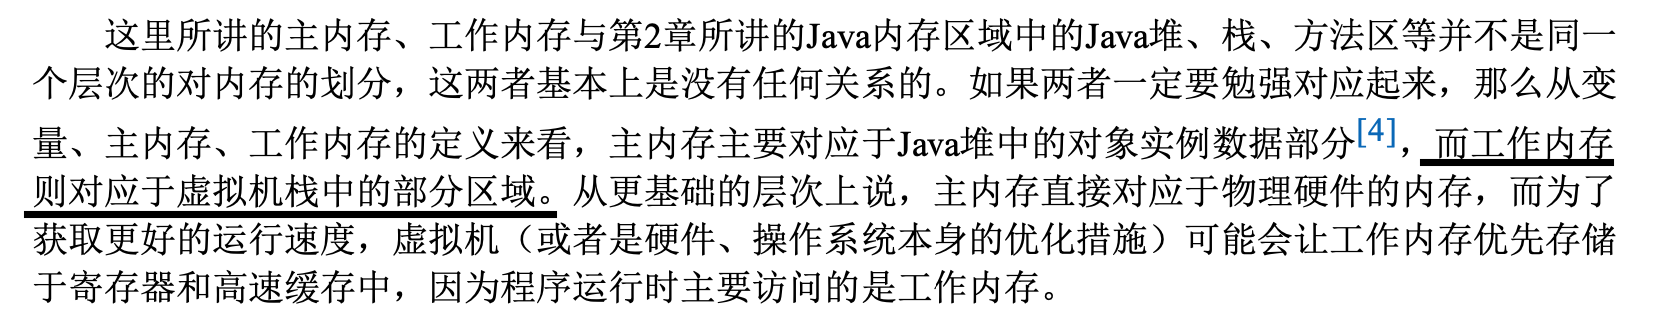 这里所讲的主内存、工作内存与第2章所讲的Java内存区域中的Java堆、栈、方法区等并不是同一
个层次的对内存的划分，这两者基本上是没有任何关系的。如果两者一定要勉强对应起来，那么从变
量、主内存、工作内存的定义来看，主内存主要对应于Java堆中的对象实例数据部分[4]，而工作内存
则对应于虚拟机栈中的部分区域。从更基础的层次上说，主内存直接对应于物理硬件的内存，而为了
获取更好的运行速度，虚拟机（或者是硬件、操作系统本身的优化措施）可能会让工作内存优先存储
于寄存器和高速缓存中，因为程序运行时主要访问的是工作内存。